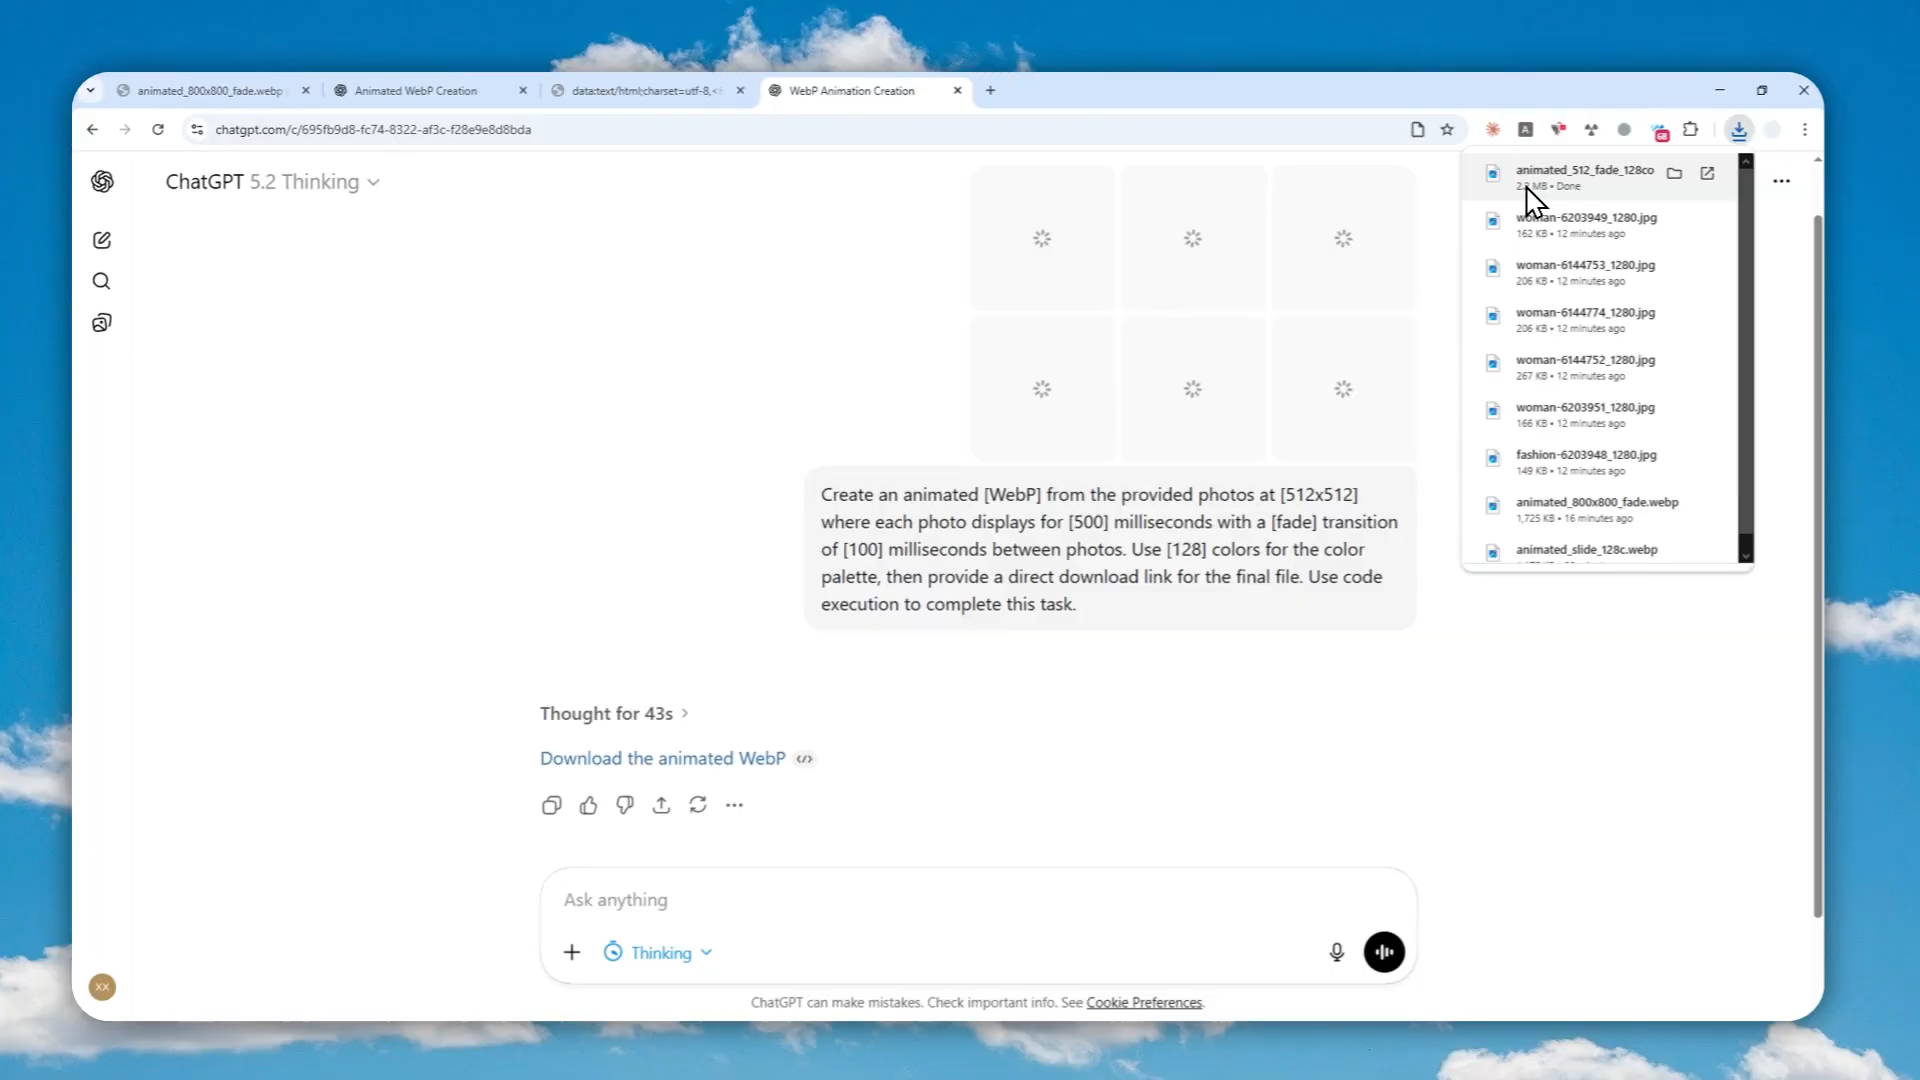 animated_800x800_fade.webp
Animated WebP Creation
data:text/html;charset=utf-8,<
WebP Animation Creation
chatgpt.com/c/695fb9d8-fc74-8322-af3c-f28e9e8d8bda
A
GB
ChatGPT 5.2 Thinking
animated_512_fade_128co
MB • Done
woman-6203949_1280.jpg
162 KB • 12 minutes ago
woman-6144753_1280.jpg
206 KB • 12 minutes ago
woman-6144774_1280.jpg
206 KB • 12 minutes ago
woman-6144752_1280.jpg
267 KB • 12 minutes ago
woman-6203951_1280.jpg
166 KB • 12 minutes ago
fashion-6203948_1280.jpg
149 KB • 12 minutes ago
animated_800x800_fade.webp
1,725 KB • 16 minutes ago
animated_slide_128c.webp
Create an animated [WebP] from the provided photos at [512x512]
where each photo displays for [500] milliseconds with a [fade] transition
of [100] milliseconds between photos. Use [128] colors for the color
palette, then provide a direct download link for the final file. Use code
execution to complete this task.
Thought for 43s
Download the animated WebP
Ask anything
Thinking
XX
ChatGPT can make mistakes. Check important info. See Cookie Preferences.